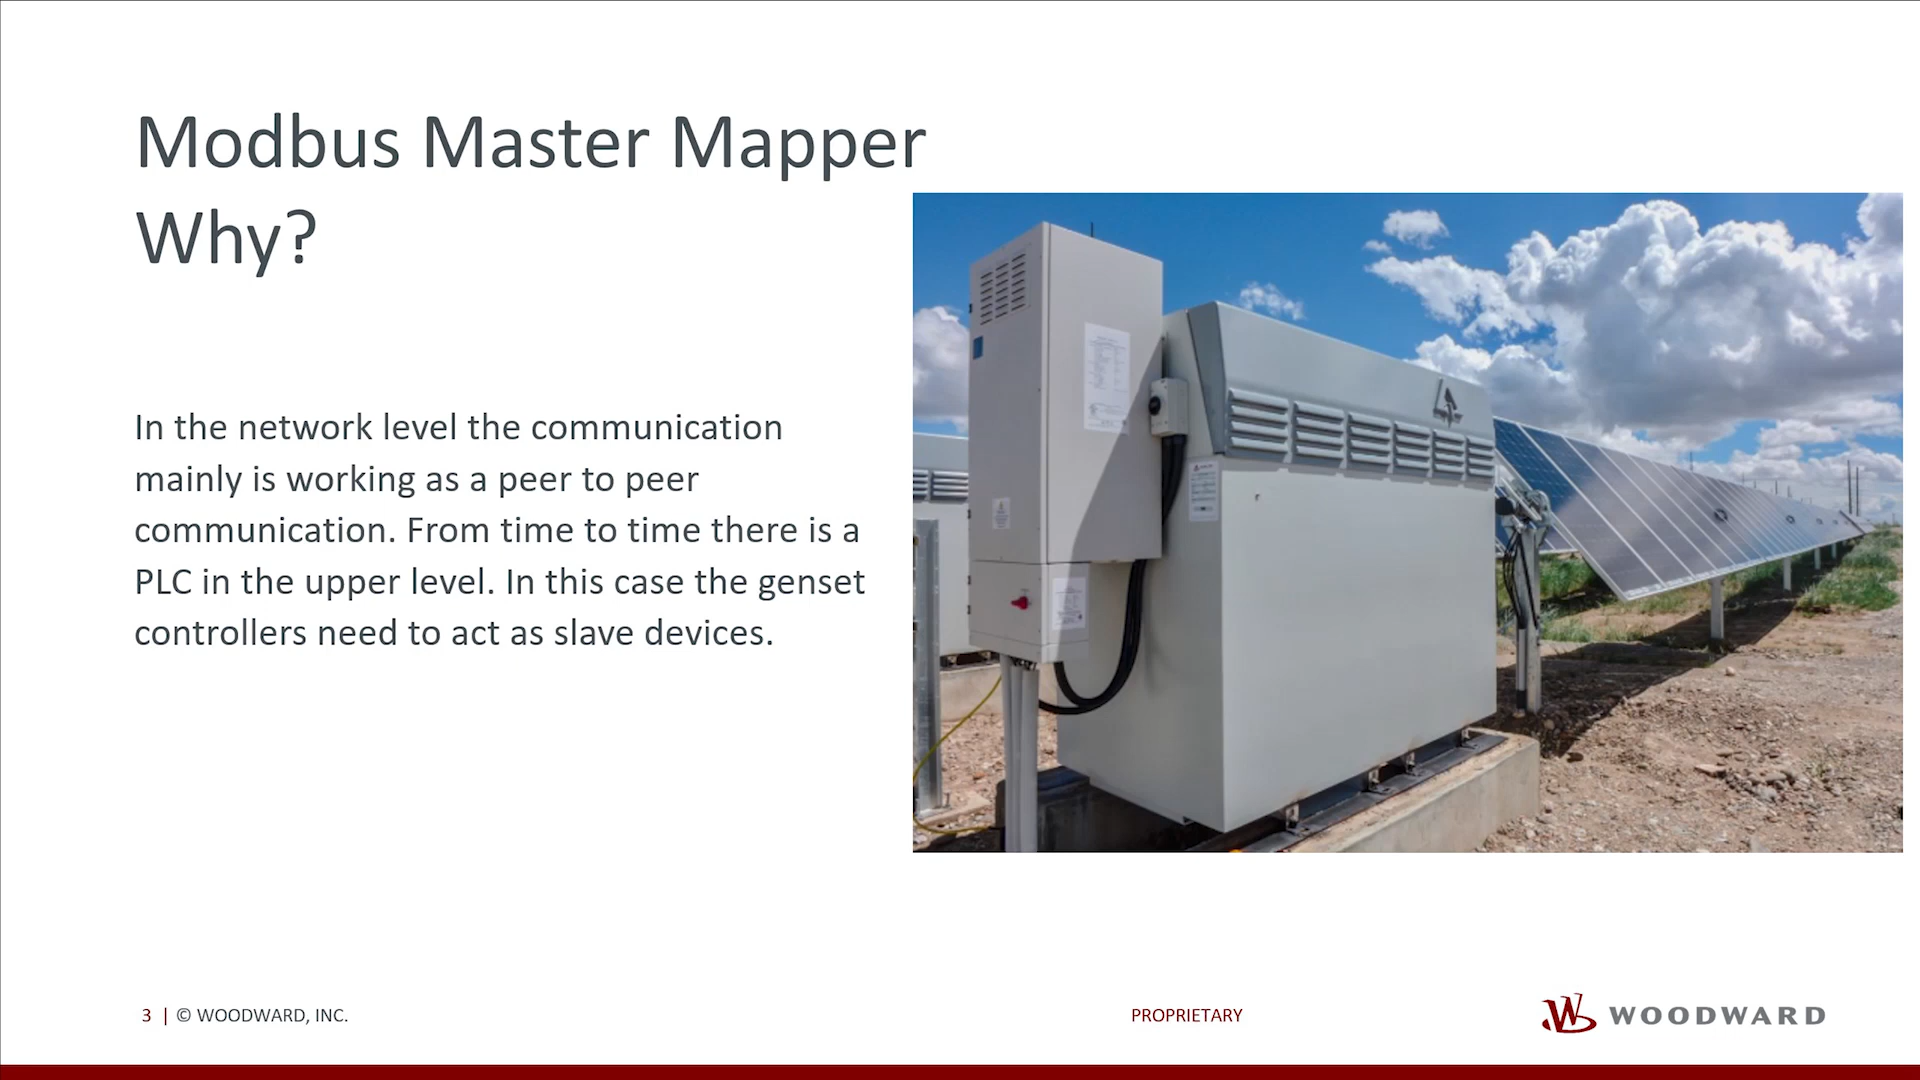 Modbus Master Mapper
Why?
In the network level the communication
mainly is working as a peer to peer
communication. From time to time there is a
PLC in the upper level. In this case the genset
controllers need to act as slave devices.
3 | © WOODWARD, INC.
PROPRIETARY
WOODWARD